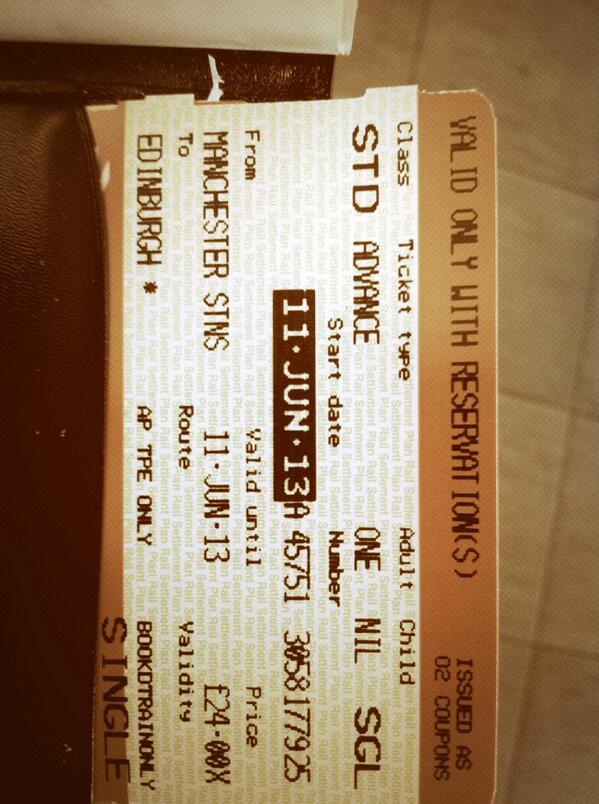 VALID ONLY WITH RESERVATION(S) ISSUED AS
02 COUPONS
Class Ticket type Adult Child
STD ADVANCE ONE NIL SGL
Start date Number
11·JUN·13 A 45751 3058177925
From Valid until Price
MANCHESTER STNS 11·JUN·13 £24·00X
To Route Validity
EDINBURGH * AP TPE ONLY BOOKDTRAINONLY
SINGLE